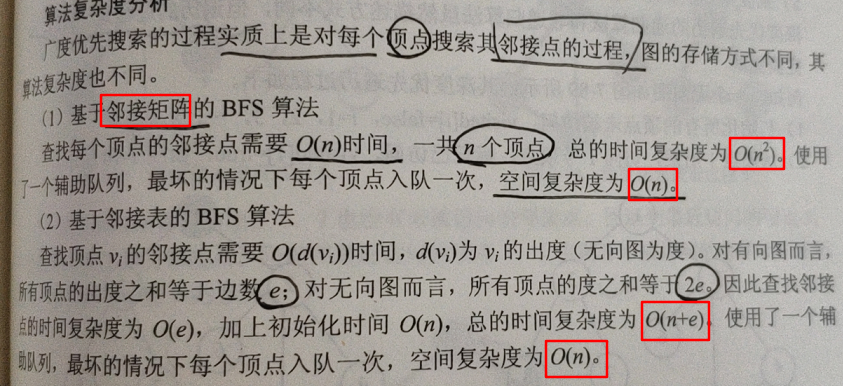 算法复杂度分析
广度优先搜索的过程实质上是对每个顶点搜索其邻接点的过程，图的存储方式不同，其
算法复杂度也不同。
（1）基于邻接矩阵的 BFS 算法
查找每个顶点的邻接点需要 O(n)时间，一共 n 个顶点，总的时间复杂度为 O(n²)。使用
了一个辅助队列，最坏的情况下每个顶点入队一次，空间复杂度为 O(n)。
（2）基于邻接表的 BFS 算法
查找顶点 vᵢ 的邻接点需要 O(d(vᵢ))时间，d(vᵢ)为 vᵢ 的出度（无向图为度）。对有向图而言，
所有顶点的出度之和等于边数 e；对无向图而言，所有顶点的度之和等于 2e。因此查找邻接
点的时间复杂度为 O(e)，加上初始化时间 O(n)，总的时间复杂度为 O(n+e)。使用了一个辅
助队列，最坏的情况下每个顶点入队一次，空间复杂度为 O(n)。